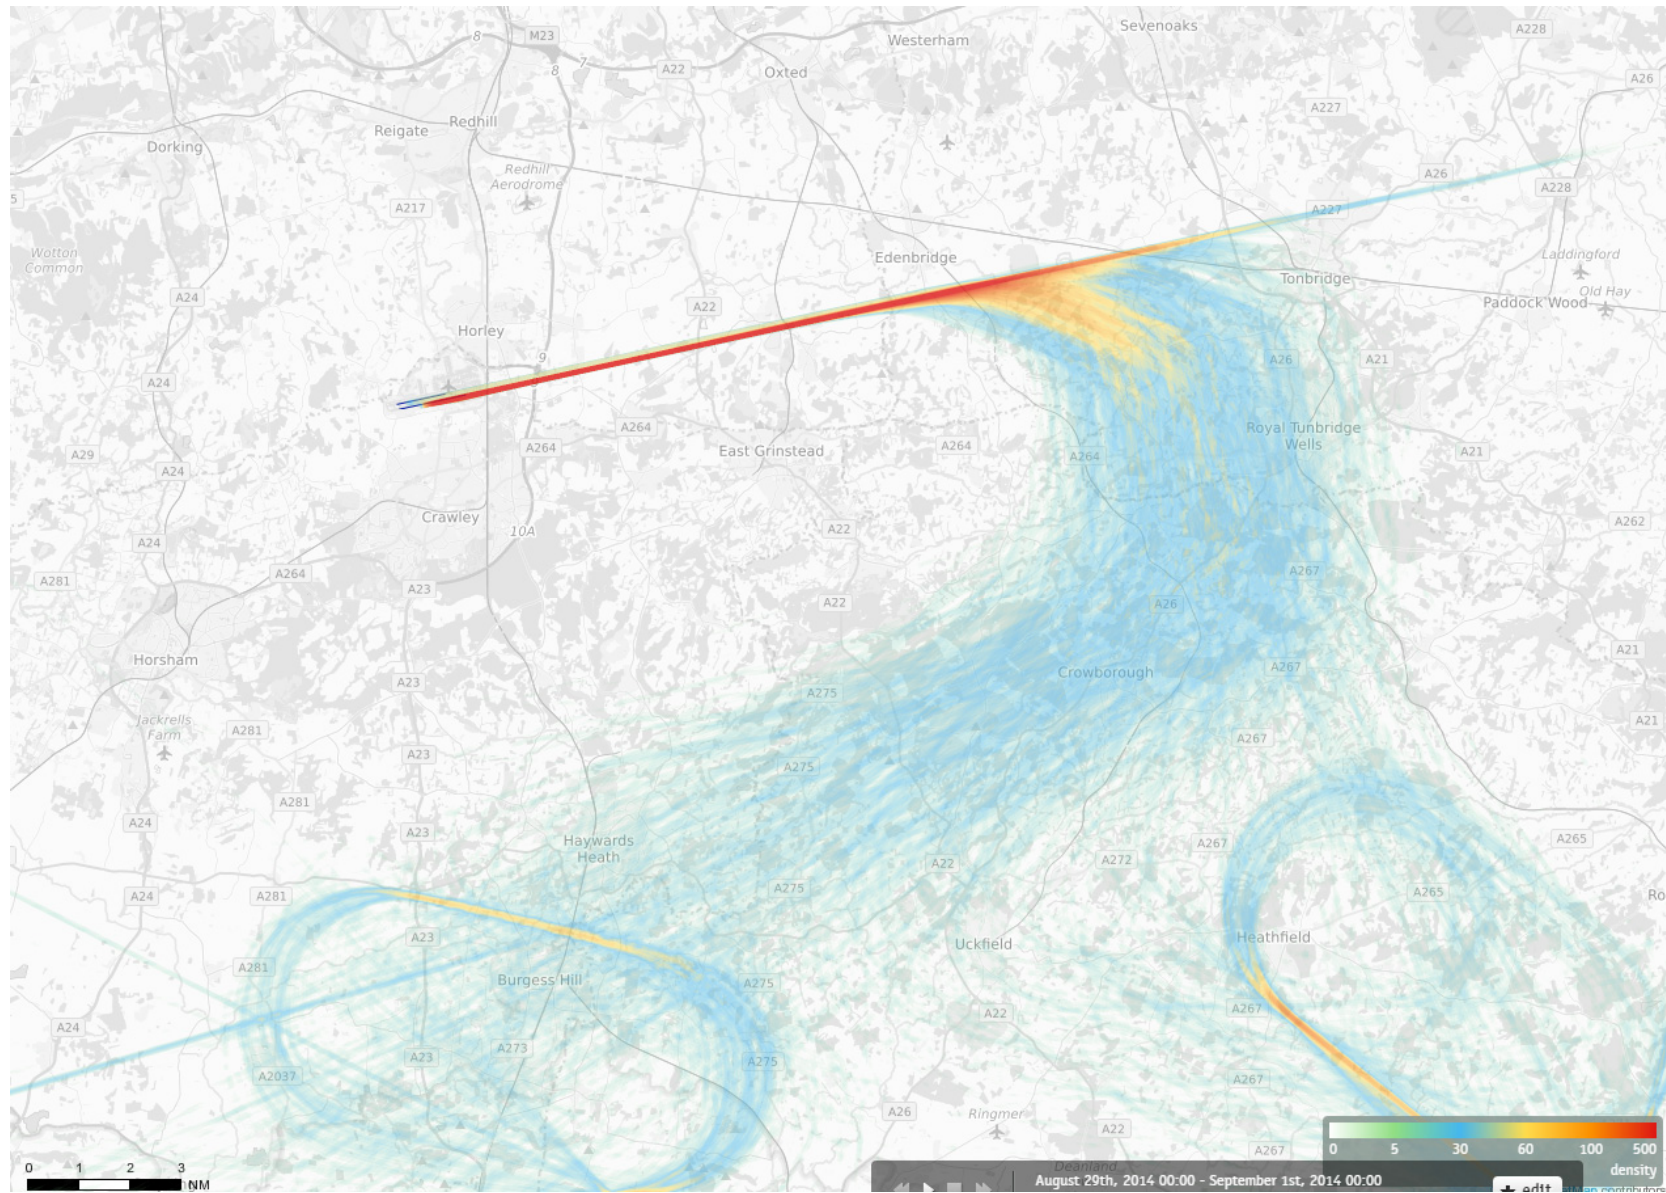 Sevenoaks
A228
8
M23
Westerham
7
8
A22
Oxted
A26
A227
Reigate
Redhill
Dorking
Redhill
Aerodrome
A26
A228
5
A217
A227
Wotton
Common
Edenbridge
Laddingford
Tonbridge
Old Hay
A24
A22
Paddock Wood
Horley
9
A26
A21
A24
A264
Royal Tunbridge
Wells
A264
East Grinstead
A264
A264
A29
A21
A24
Crawley
10A
A22
A262
A24
A281
A264
A23
A267
A22
A26
Horsham
A21
A23
Crowborough
A267
A275
Jackrells
Farm
A281
A21
A267
A23
A275
A281
A24
A23
Haywards
Heath
A267
A265
A22
A272
A24
A281
A275
A265
Ro
A23
Uckfield
Heathfield
A281
Burgess Hill
A275
A267
A22
A24
A23
A273
A275
A2037
A267
A26
Ringmer
A22
A267
0 5 30 60 100 500
density
Deanland
0 1 2 3
NM
August 29th, 2014 00:00 - September 1st, 2014 00:00
edit
contributors